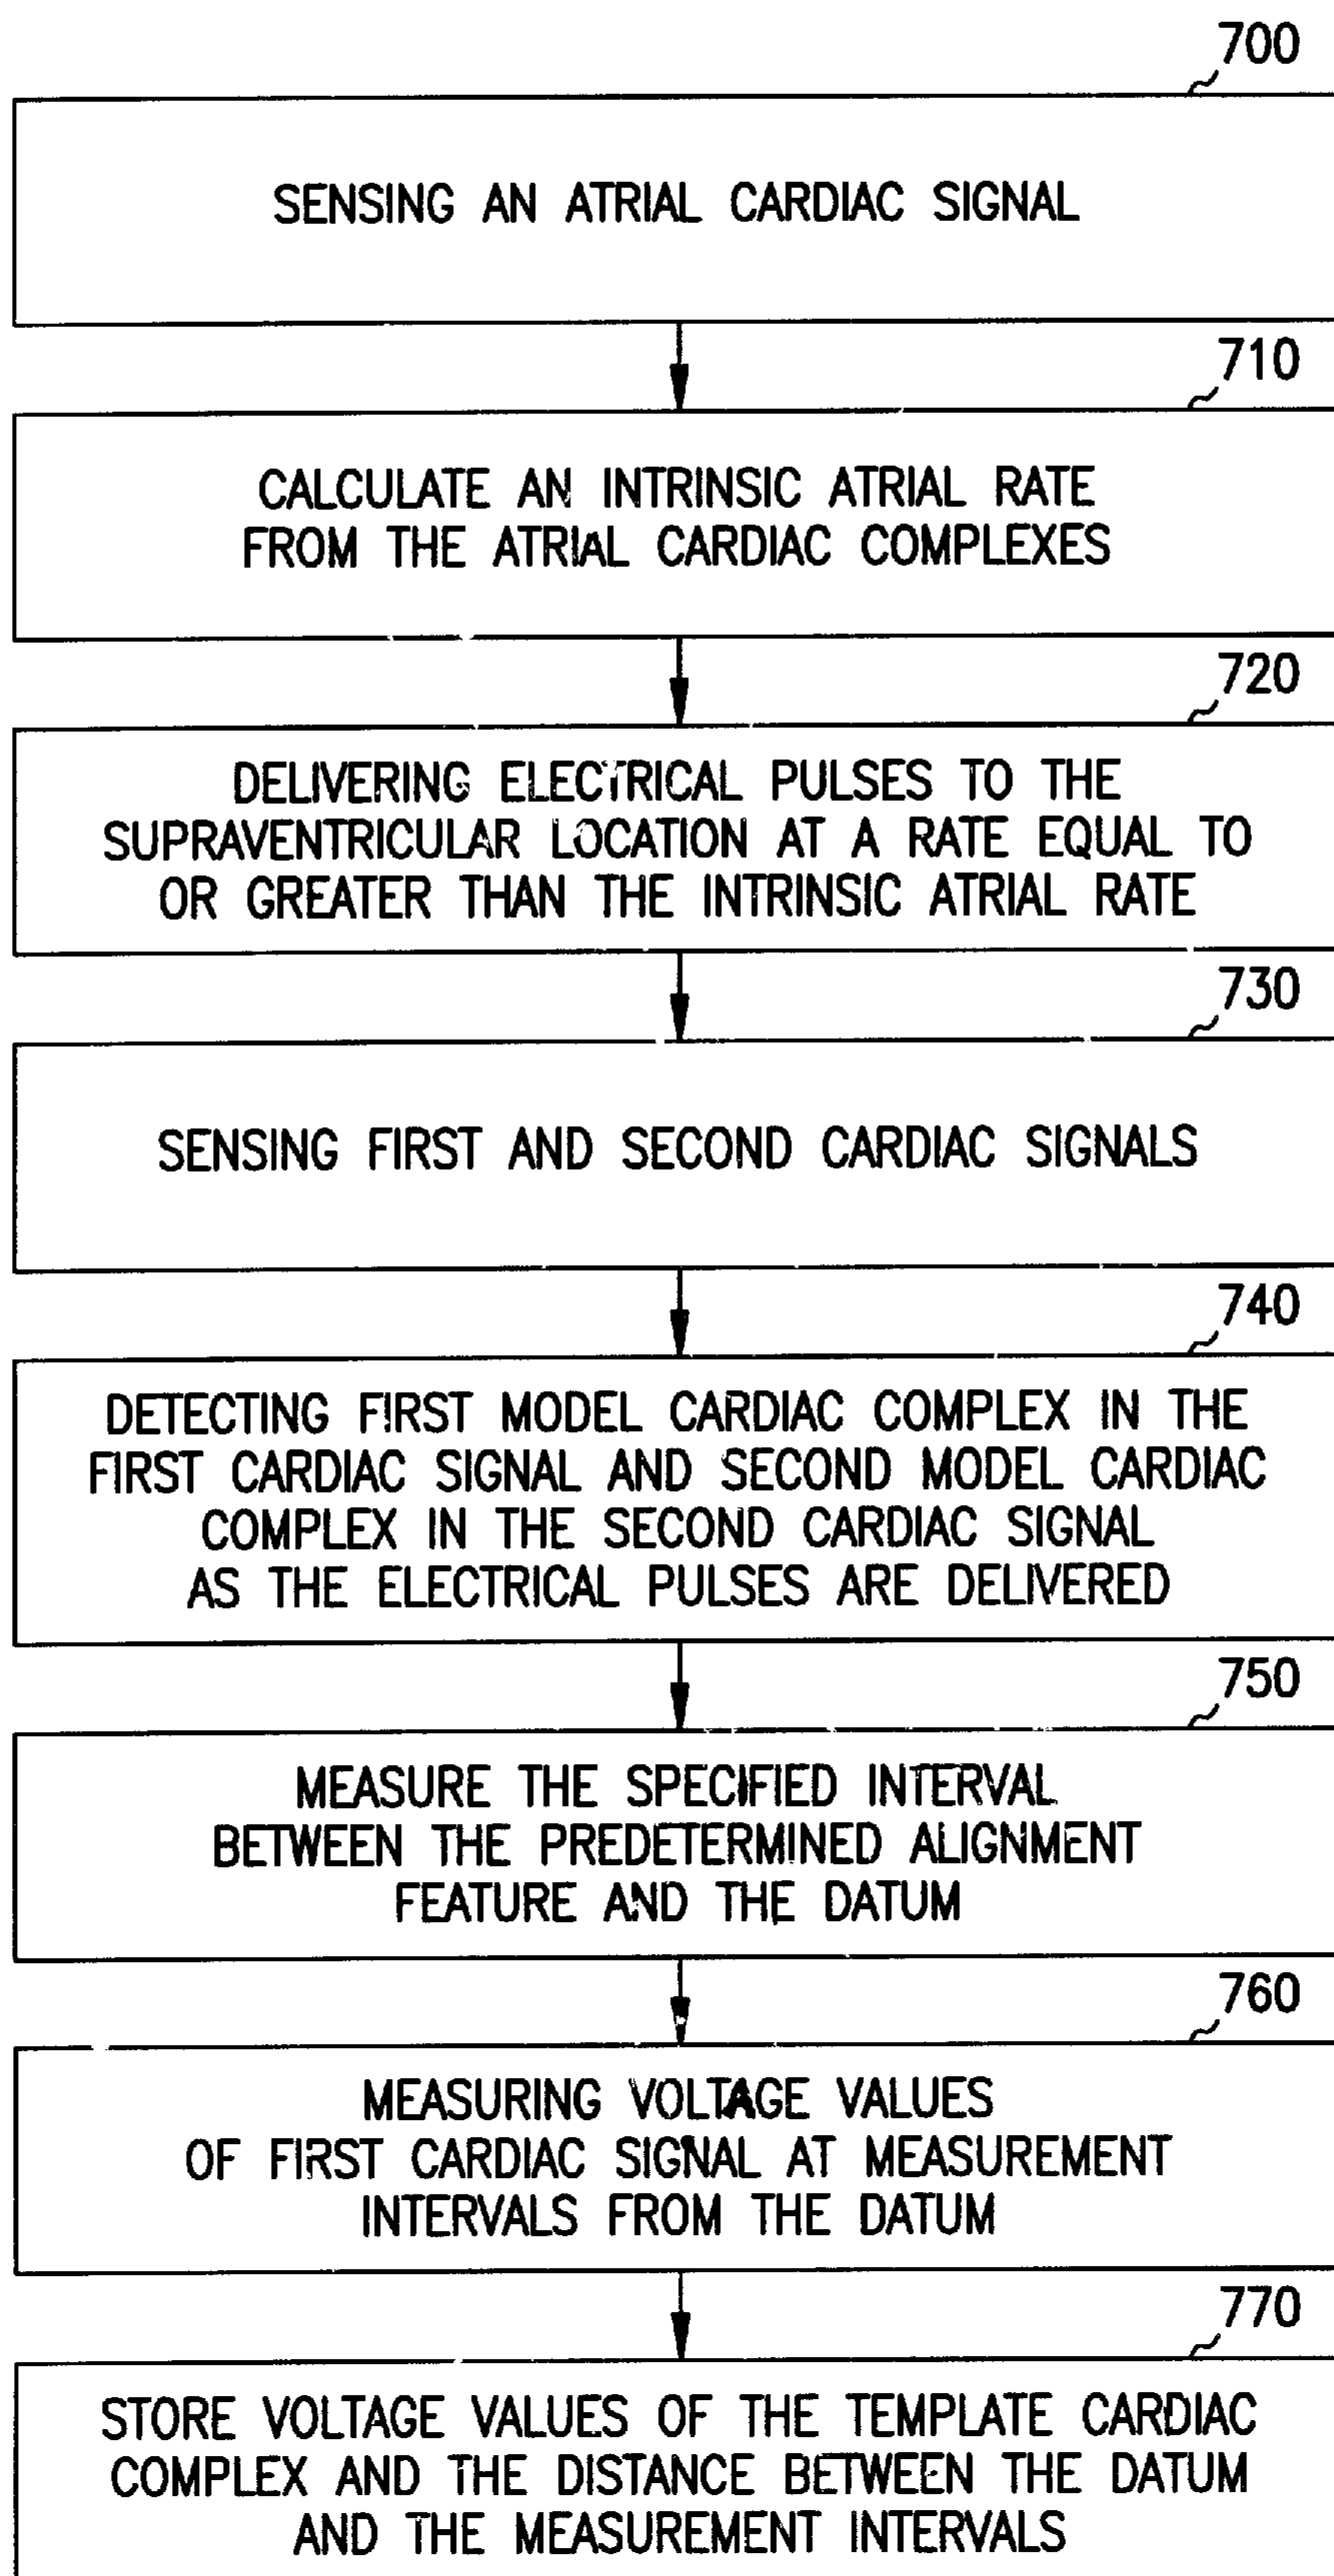 700
SENSING AN ATRIAL CARDIAC SIGNAL
710
CALCULATE AN INTRINSIC ATRIAL RATE
FROM THE ATRIAL CARDIAC COMPLEXES
720
DELIVERING ELECTRICAL PULSES TO THE
SUPRAVENTRICULAR LOCATION AT A RATE EQUAL TO
OR GREATER THAN THE INTRINSIC ATRIAL RATE
730
SENSING FIRST AND SECOND CARDIAC SIGNALS
740
DETECTING FIRST MODEL CARDIAC COMPLEX IN THE
FIRST CARDIAC SIGNAL AND SECOND MODEL CARDIAC
COMPLEX IN THE SECOND CARDIAC SIGNAL
AS THE ELECTRICAL PULSES ARE DELIVERED
750
MEASURE THE SPECIFIED INTERVAL
BETWEEN THE PREDETERMINED ALIGNMENT
FEATURE AND THE DATUM
760
MEASURING VOLTAGE VALUES
OF FIRST CARDIAC SIGNAL AT MEASUREMENT
INTERVALS FROM THE DATUM
770
STORE VOLTAGE VALUES OF THE TEMPLATE CARDIAC
COMPLEX AND THE DISTANCE BETWEEN THE DATUM
AND THE MEASUREMENT INTERVALS